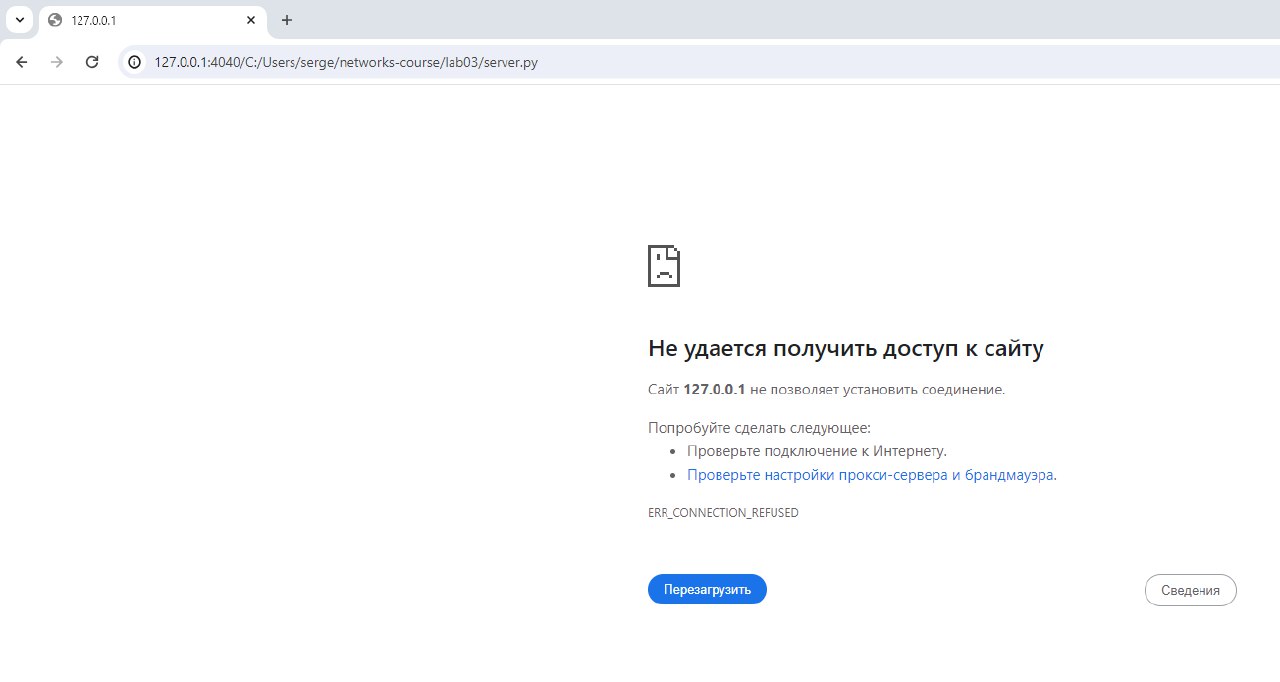 127.0.0.1
127.0.0.1:4040/C:/Users/serge/networks-course/lab03/server.py
Не удается получить доступ к сайту
Сайт 127.0.0.1 не позволяет установить соединение.
Попробуйте сделать следующее:
Проверьте подключение к Интернету.
Проверьте настройки прокси-сервера и брандмауэра.
ERR_CONNECTION_REFUSED
Перезагрузить
Сведения